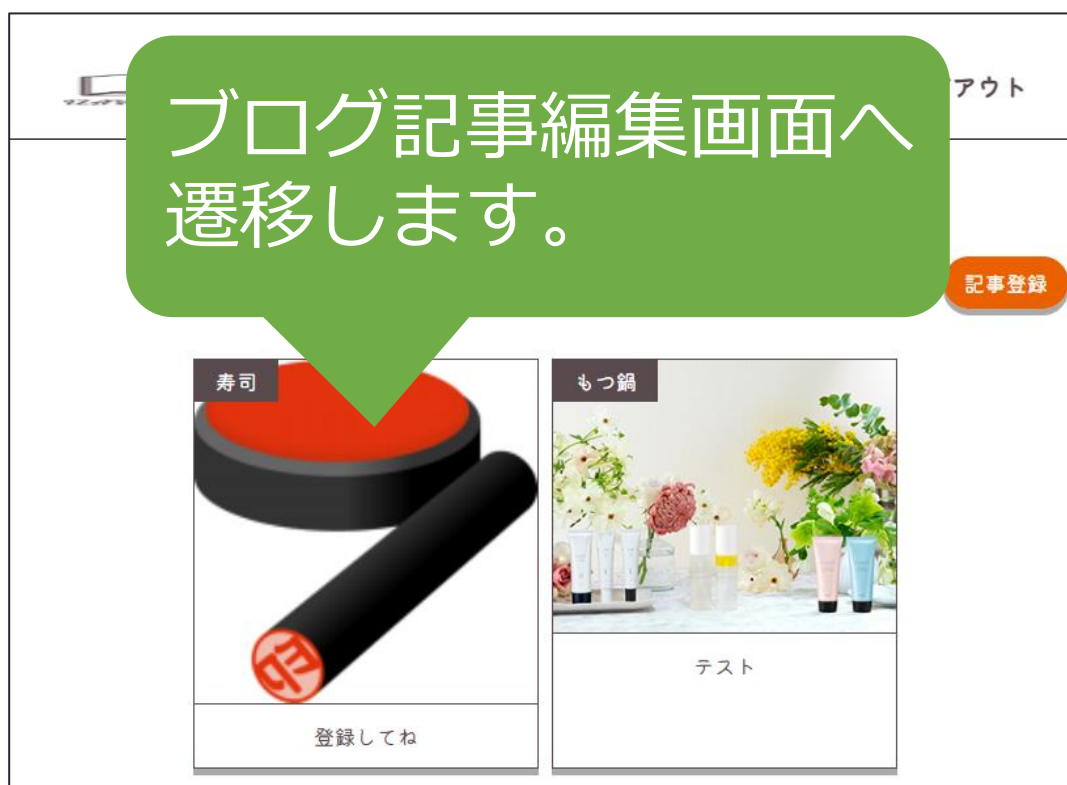 ブログ記事編集画面へ
遷移します。
アウト
記事登録
寿司
もつ鍋
印
テスト
登録してね